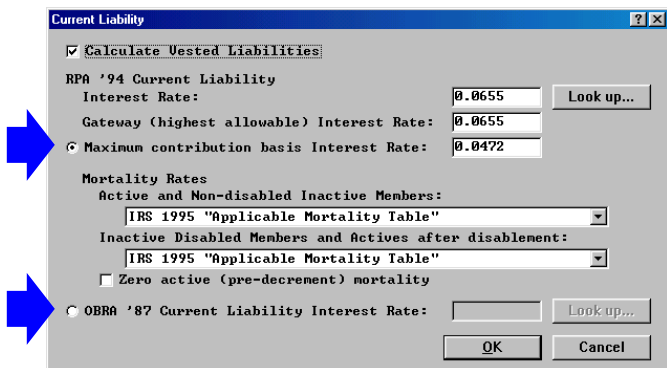 Current Liability
Calculate Vested Liabilities
RPA '94 Current Liability
Interest Rate: 0.0655 Look up...
Gateway (highest allowable) Interest Rate: 0.0655
Maximum contribution basis Interest Rate: 0.0472
Mortality Rates
Active and Non-disabled Inactive Members:
IRS 1995 "Applicable Mortality Table"
Inactive Disabled Members and Actives after disablement:
IRS 1995 "Applicable Mortality Table"
Zero active (pre-decrement) mortality
OBRA '87 Current Liability Interest Rate: Look up...
OK Cancel